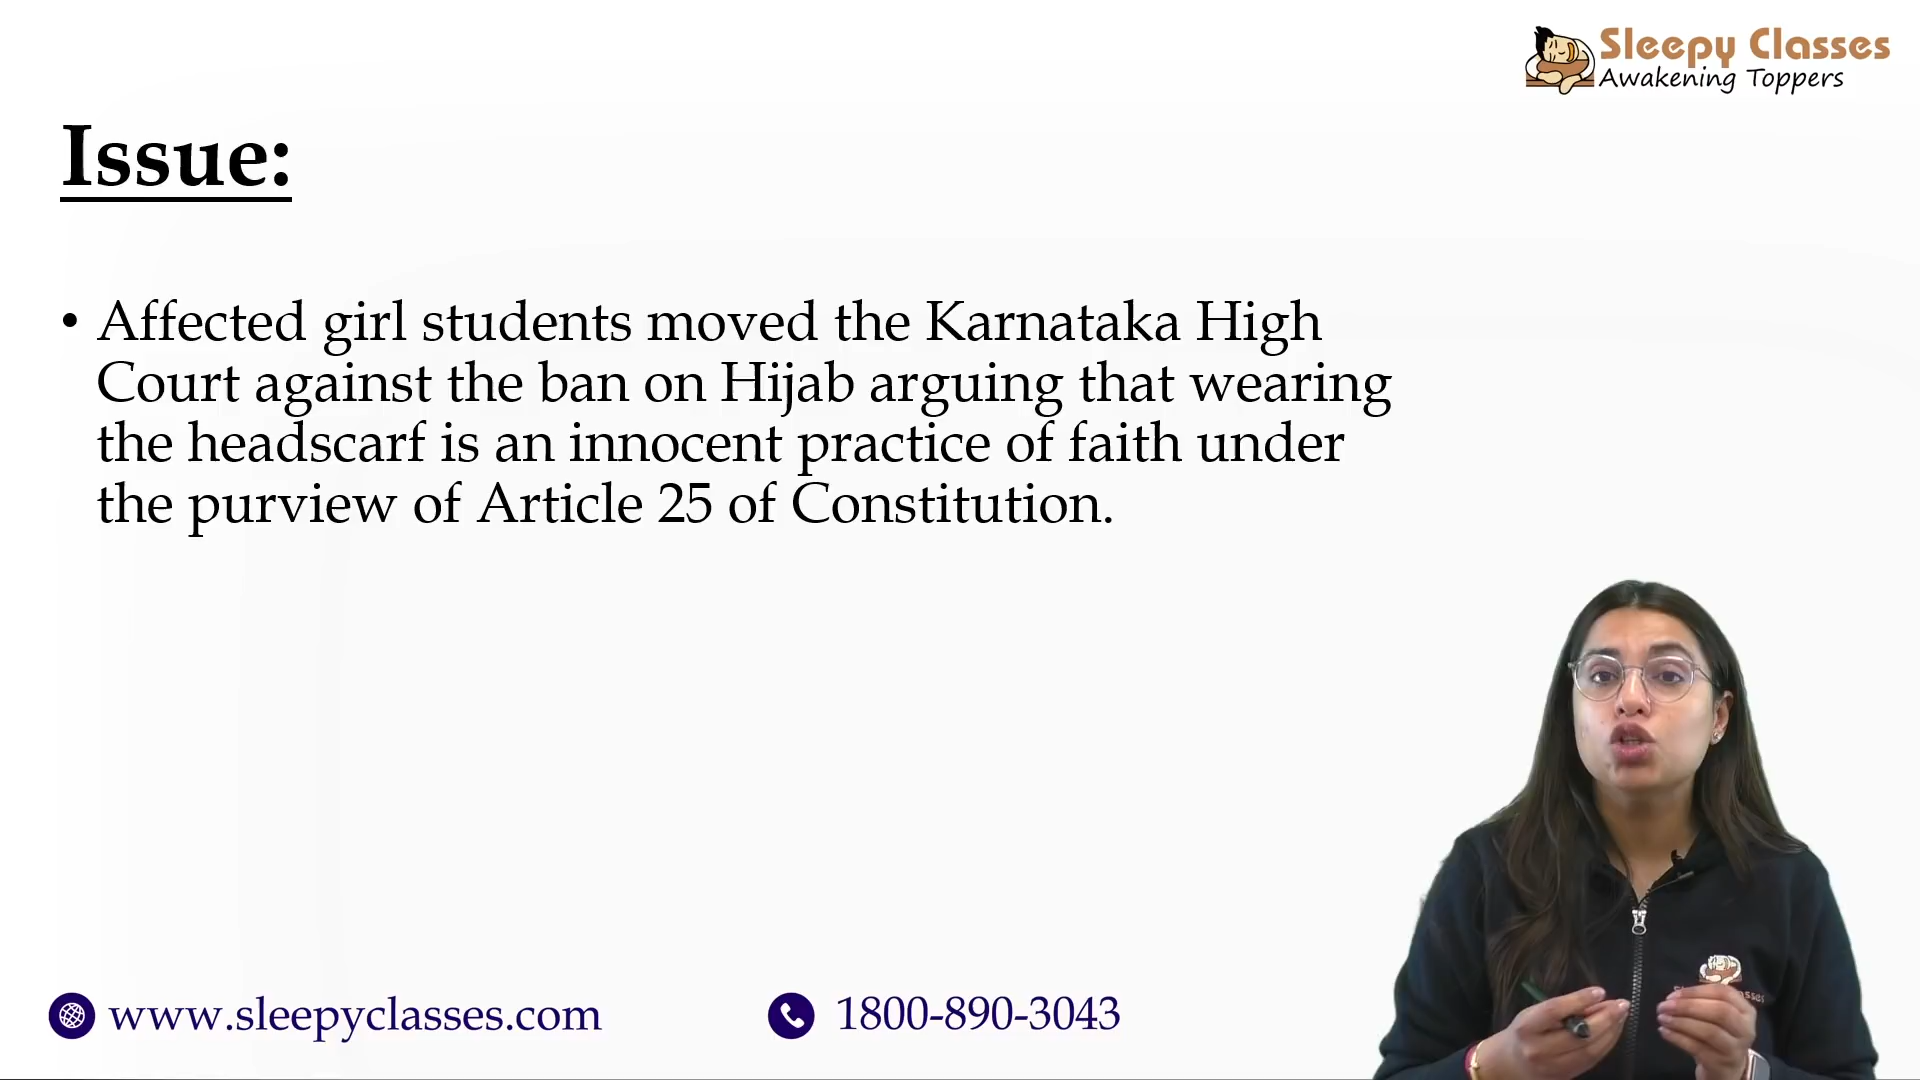 Sleepy Classes
Awakening Toppers
Issue:
• Affected girl students moved the Karnataka High
Court against the ban on Hijab arguing that wearing
the headscarf is an innocent practice of faith under
the purview of Article 25 of Constitution.
www.sleepyclasses.com
1800-890-3043